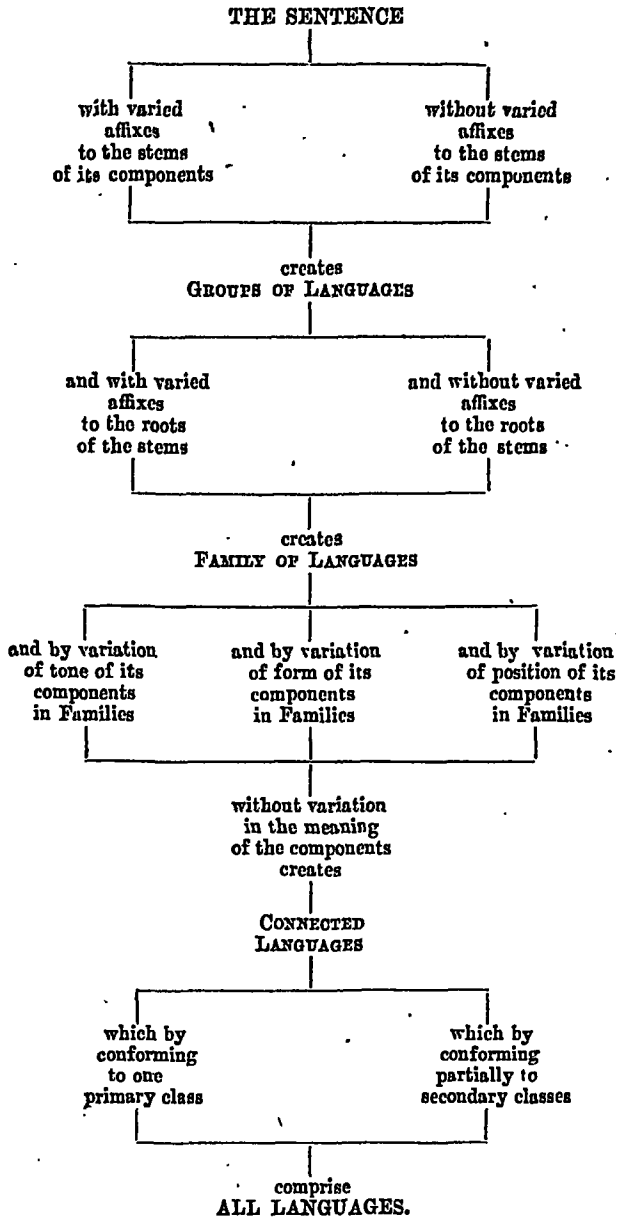 THE SENTENCE
with varied
affixes
to the stems
of its components
without varied
affixes
to the stems
of its components
creates
GROUPS OF LANGUAGES
and with varied
affixes
to the roots
of the stems
and without varied
affixes
to the roots
of the stems
creates
FAMILY OF LANGUAGES
and by variation
of tone of its
components
in Families
and by variation
of form of its
components
in Families
and by variation
of position of its
components
in Families
without variation
in the meaning
of the components
creates
CONNECTED
LANGUAGES
which by
conforming
to one
primary class
which by
conforming
partially to
secondary classes
comprise
ALL LANGUAGES.